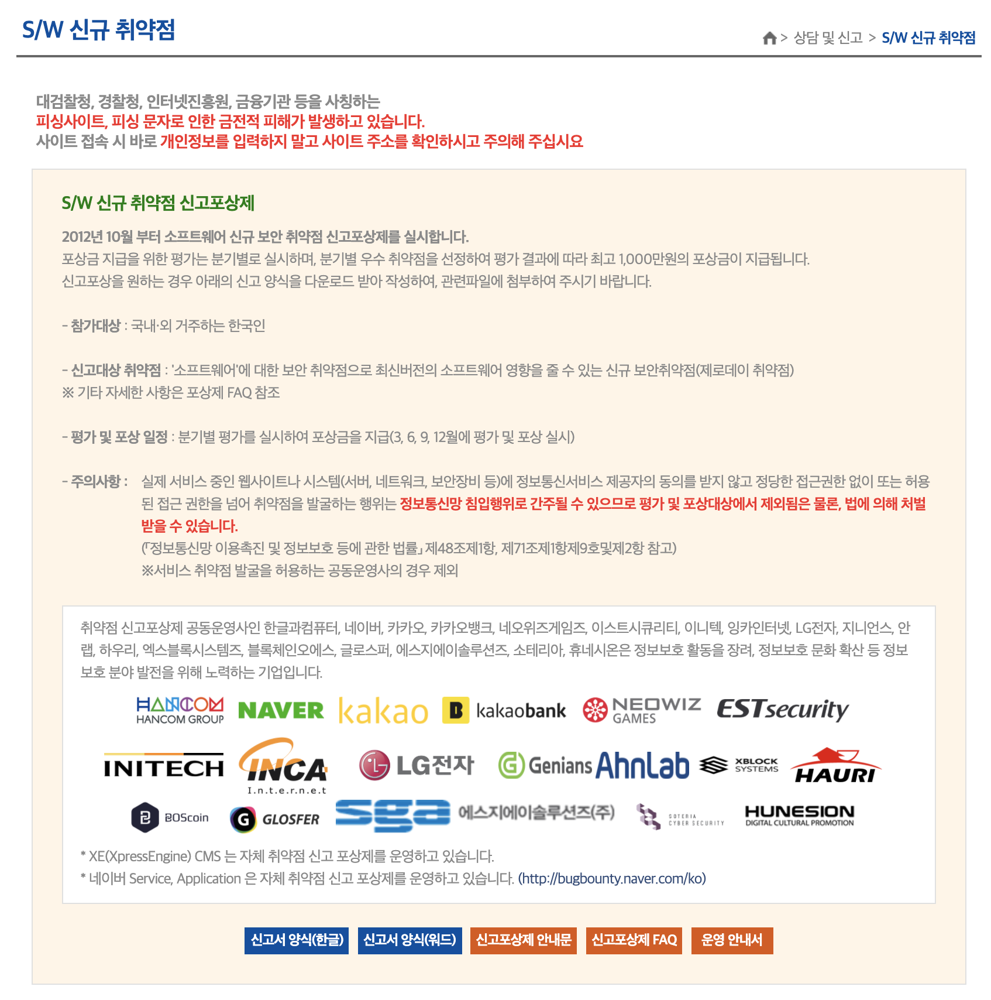 S/W 신규 취약점
> 상담 및 신고 > S/W 신규 취약점
대검찰청, 경찰청, 인터넷진흥원, 금융기관 등을 사칭하는
피싱사이트, 피싱 문자로 인한 금전적 피해가 발생하고 있습니다.
사이트 접속 시 바로 개인정보를 입력하지 말고 사이트 주소를 확인하시고 주의해 주십시요
S/W 신규 취약점 신고포상제
2012년 10월 부터 소프트웨어 신규 보안 취약점 신고포상제를 실시합니다.
포상금 지급을 위한 평가는 분기별로 실시하며, 분기별 우수 취약점을 선정하여 평가 결과에 따라 최고 1,000만원의 포상금이 지급됩니다.
신고포상을 원하는 경우 아래의 신고 양식을 다운로드 받아 작성하여, 관련파일에 첨부하여 주시기 바랍니다.
- 참가대상 : 국내·외 거주하는 한국인
- 신고대상 취약점 : '소프트웨어'에 대한 보안 취약점으로 최신버전의 소프트웨어 영향을 줄 수 있는 신규 보안취약점(제로데이 취약점)
※ 기타 자세한 사항은 포상제 FAQ 참조
- 평가 및 포상 일정 : 분기별 평가를 실시하여 포상금을 지급(3, 6, 9, 12월에 평가 및 포상 실시)
- 주의사항 : 실제 서비스 중인 웹사이트나 시스템(서버, 네트워크, 보안장비 등)에 정보통신서비스 제공자의 동의를 받지 않고 정당한 접근권한 없이 또는 허용
된 접근 권한을 넘어 취약점을 발굴하는 행위는 정보통신망 침입행위로 간주될 수 있으므로 평가 및 포상대상에서 제외됨은 물론, 법에 의해 처벌
받을 수 있습니다.
(｢정보통신망 이용촉진 및 정보보호 등에 관한 법률｣ 제48조제1항, 제71조제1항제9호및제2항 참고)
※서비스 취약점 발굴을 허용하는 공동운영사의 경우 제외
취약점 신고포상제 공동운영사인 한글과컴퓨터, 네이버, 카카오, 카카오뱅크, 네오위즈게임즈, 이스트시큐리티, 이니텍, 잉카인터넷, LG전자, 지니언스, 안
랩, 하우리, 엑스블록시스템즈, 블록체인오에스, 글로스퍼, 에스지에이솔루션즈, 소테리아, 휴네시온은 정보보호 활동을 장려, 정보보호 문화 확산 등 정보
보호 분야 발전을 위해 노력하는 기업입니다.
HANCOM
HANCOM GROUP
NAVER
kakao
B kakaobank
NEOWIZ
GAMES
ESTsecurity
INITECH
INCA
I.n.t.e.r.n.e.t
LG전자
G Genians
AhnLab
XBLOCK
SYSTEMS
HAURI
BOScoin
G GLOSFER
sga 에스지에이솔루션즈(주)
SOTERIA
CYBER SECURITY
HUNESION
DIGITAL CULTURAL PROMOTION
* XE(XpressEngine) CMS 는 자체 취약점 신고 포상제를 운영하고 있습니다.
* 네이버 Service, Application 은 자체 취약점 신고 포상제를 운영하고 있습니다. (http://bugbounty.naver.com/ko)
신고서 양식(한글) 신고서 양식(워드) 신고포상제 안내문 신고포상제 FAQ 운영 안내서